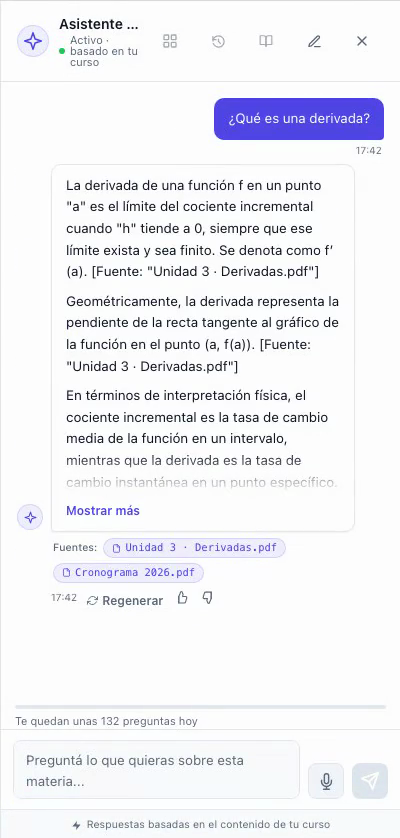 Asistente ...
Activo ·
basado en tu
curso
¿Qué es una derivada?
17:42
La derivada de una función f en un punto
"a" es el límite del cociente incremental
cuando "h" tiende a 0, siempre que ese
límite exista y sea finito. Se denota como f’
(a). [Fuente: "Unidad 3 · Derivadas.pdf"]
Geométricamente, la derivada representa la
pendiente de la recta tangente al gráfico de
la función en el punto (a, f(a)). [Fuente:
"Unidad 3 · Derivadas.pdf"]
En términos de interpretación física, el
cociente incremental es la tasa de cambio
media de la función en un intervalo,
mientras que la derivada es la tasa de
cambio instantánea en un punto específico.
Mostrar más
Fuentes: Unidad 3 · Derivadas.pdf
Cronograma 2026.pdf
17:42 Regenerar
Te quedan unas 132 preguntas hoy
Preguntá lo que quieras sobre esta
materia...
Respuestas basadas en el contenido de tu curso